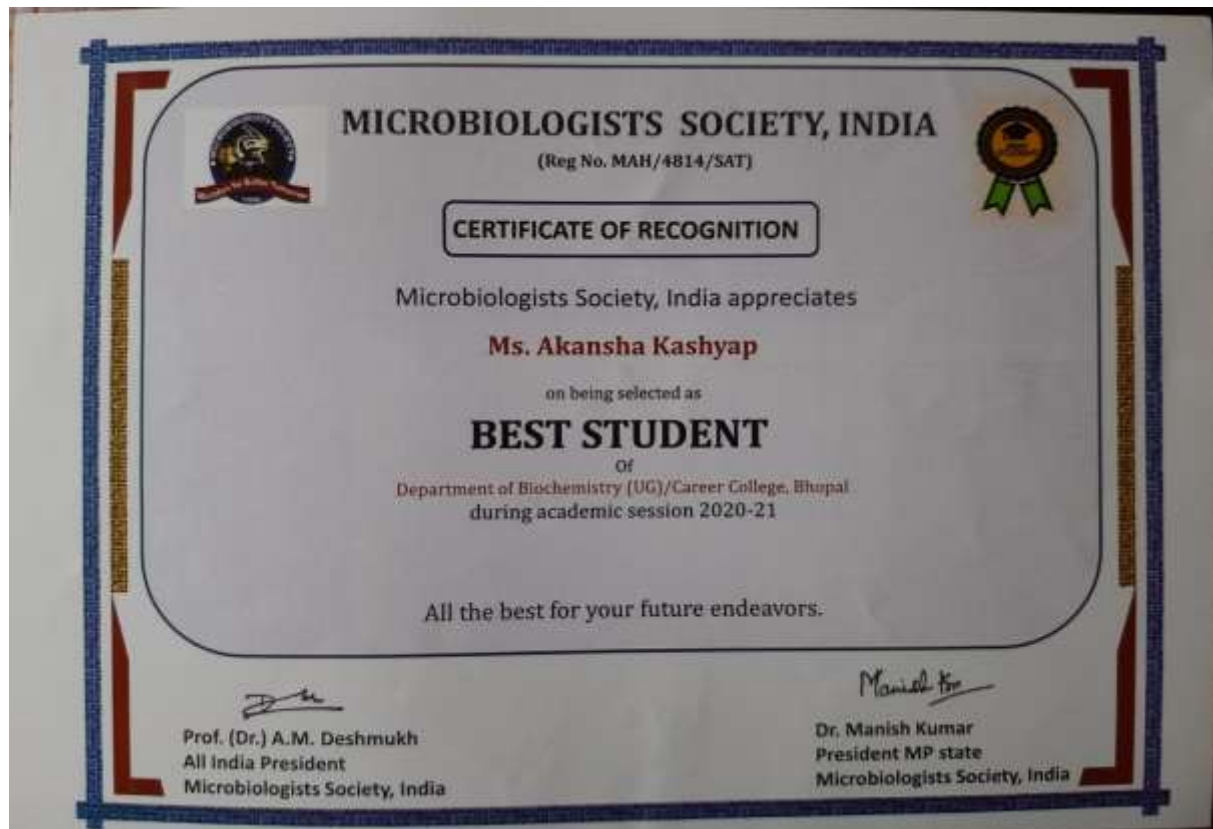 MICROBIOLOGISTS SOCIETY, INDIA
(Reg No. MAH/4814/SAT)
CERTIFICATE OF RECOGNITION
Microbiologists Society, India appreciates
Ms. Akansha Kashyap
on being selected as
BEST STUDENT
Of
Department of Biochemistry (UG)/Career College, Bhopal
during academic session 2020-21
All the best for your future endeavors.
Prof. (Dr.) A.M. Deshmukh
All India President
Microbiologists Society, India
Dr. Manish Kumar
President MP state
Microbiologists Society, India